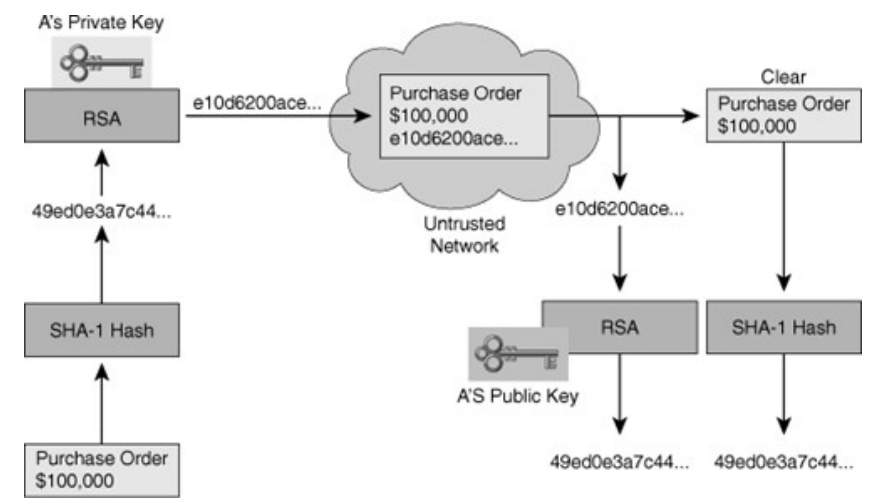 A's Private Key
RSA
e10d6200ace...
49ed0e3a7c44...
SHA-1 Hash
Purchase Order
$100,000
Purchase Order
$100,000
e10d6200ace...
Untrusted
Network
Clear
Purchase Order
$100,000
e10d6200ace...
RSA
SHA-1 Hash
A'S Public Key
49ed0e3a7c44...
49ed0e3a7c44...